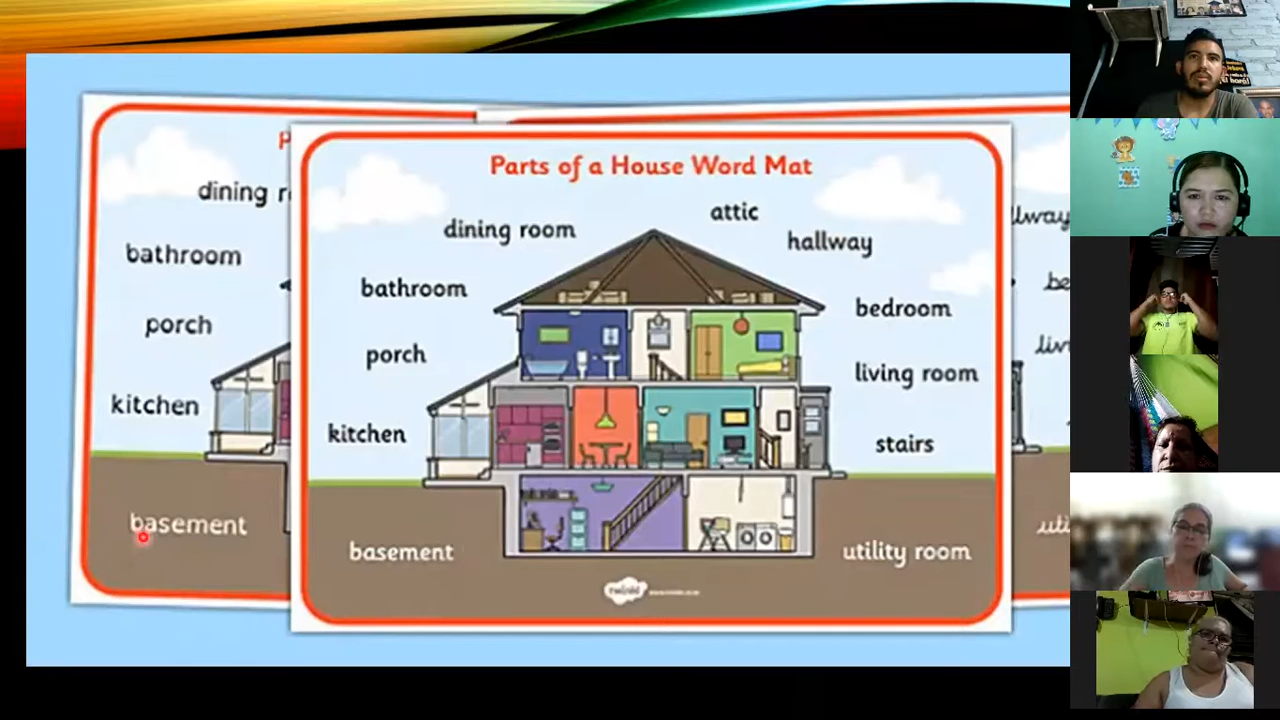 Parts of a House Word Mat
dining room
attic
hallway
bathroom
bedroom
porch
living room
kitchen
stairs
basement
utility room
twinkl
dining r
bathroom
porch
kitchen
basement